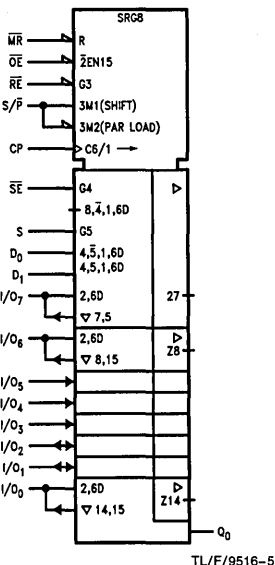 SRG8
MR R
OE 2EN15
RE G3
S/P 3M1(SHIFT)
3M2(PAR LOAD)
CP C6/1 →
SE G4
8,4,1,6D
S G5
D0 4,5,1,6D
D1 4,5,1,6D
I/O7 2,6D 27
▽ 7,5
I/O6 2,6D Z8
▽ 8,15
I/O5
I/O4
I/O3
I/O2
I/O1
I/O0 2,6D Z14
▽ 14,15
Q0
TL/F/9516-5